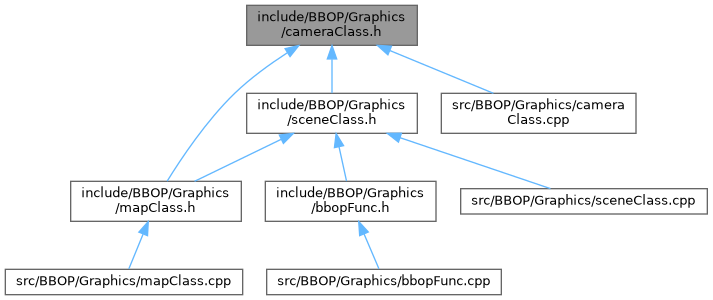 include/BBOP/Graphics
/cameraClass.h
include/BBOP/Graphics
/sceneClass.h
src/BBOP/Graphics/camera
Class.cpp
include/BBOP/Graphics
/mapClass.h
include/BBOP/Graphics
/bbopFunc.h
src/BBOP/Graphics/sceneClass.cpp
src/BBOP/Graphics/mapClass.cpp
src/BBOP/Graphics/bbopFunc.cpp